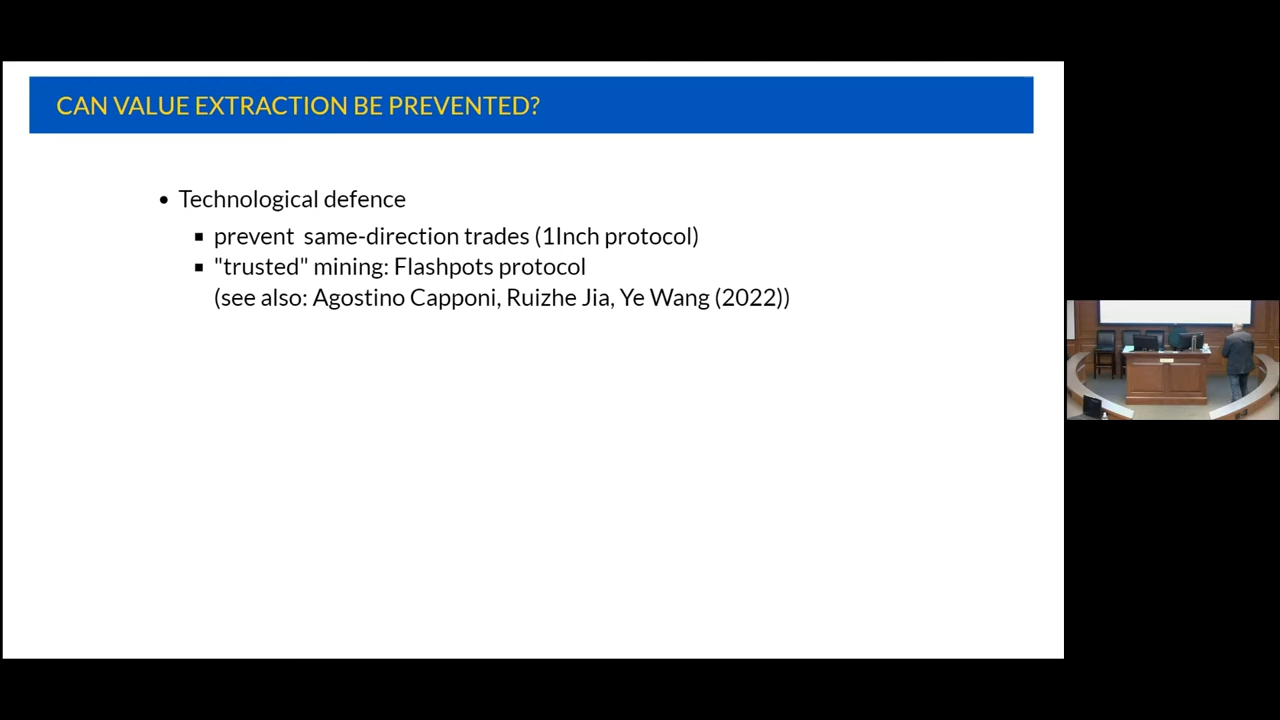 CAN VALUE EXTRACTION BE PREVENTED?
• Technological defence
▪ prevent same-direction trades (1Inch protocol)
▪ "trusted" mining: Flashpots protocol
(see also: Agostino Capponi, Ruizhe Jia, Ye Wang (2022))